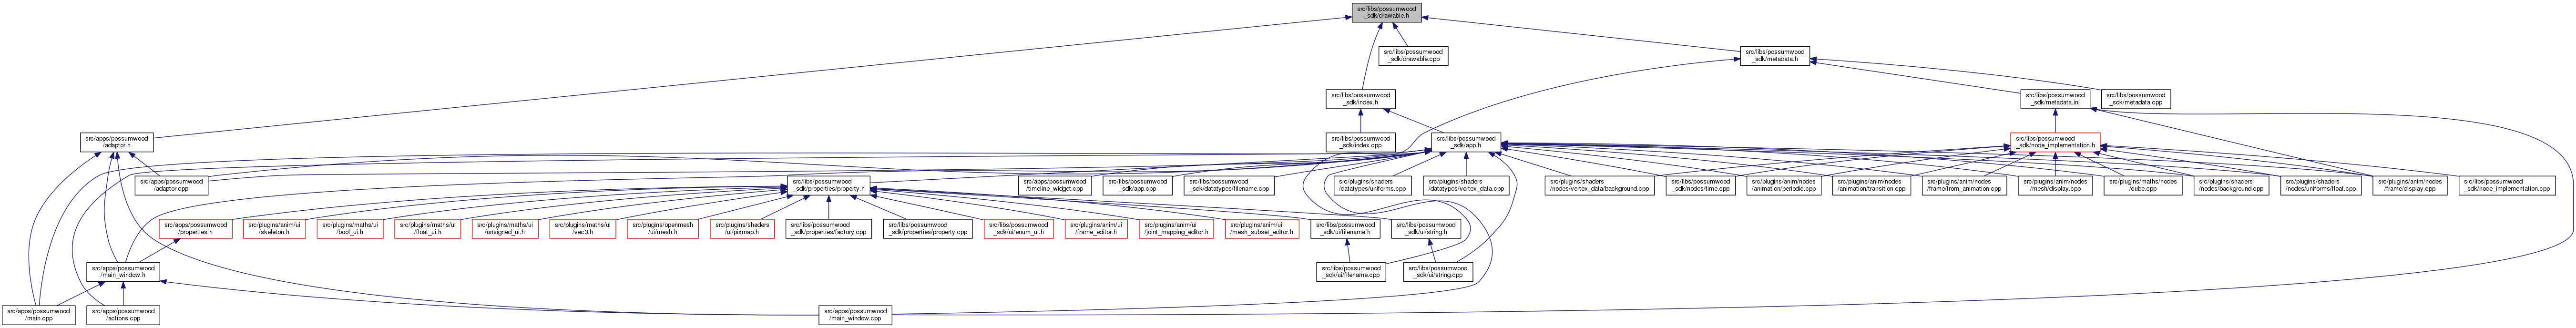 src/libs/possumwood
_sdk/drawable.h
src/libs/possumwood
_sdk/drawable.cpp
src/libs/possumwood
_sdk/metadata.h
src/libs/possumwood
_sdk/index.h
src/libs/possumwood
_sdk/metadata.inl
src/libs/possumwood
_sdk/metadata.cpp
src/apps/possumwood
/adaptor.h
src/libs/possumwood
_sdk/index.cpp
src/libs/possumwood
_sdk/app.h
src/libs/possumwood
_sdk/node_implementation.h
src/apps/possumwood
/adaptor.cpp
src/libs/possumwood
_sdk/properties/property.h
src/apps/possumwood
/timeline_widget.cpp
src/libs/possumwood
_sdk/app.cpp
src/libs/possumwood
_sdk/datatypes/filename.cpp
src/plugins/shaders
/datatypes/uniforms.cpp
src/plugins/shaders
/datatypes/vertex_data.cpp
src/plugins/shaders
/nodes/vertex_data/background.cpp
src/libs/possumwood
_sdk/nodes/time.cpp
src/plugins/anim/nodes
/animation/periodic.cpp
src/plugins/anim/nodes
/animation/transition.cpp
src/plugins/anim/nodes
/frame/from_animation.cpp
src/plugins/anim/nodes
/mesh/display.cpp
src/plugins/maths/nodes
/cube.cpp
src/plugins/shaders
/nodes/background.cpp
src/plugins/shaders
/nodes/uniforms/float.cpp
src/plugins/anim/nodes
/frame/display.cpp
src/libs/possumwood
_sdk/node_implementation.cpp
src/apps/possumwood
/properties.h
src/plugins/anim/ui
/skeleton.h
src/plugins/maths/ui
/bool_ui.h
src/plugins/maths/ui
/float_ui.h
src/plugins/maths/ui
/unsigned_ui.h
src/plugins/maths/ui
/vec3.h
src/plugins/openmesh
/ui/mesh.h
src/plugins/shaders
/ui/pixmap.h
src/libs/possumwood
_sdk/properties/factory.cpp
src/libs/possumwood
_sdk/properties/property.cpp
src/libs/possumwood
_sdk/ui/enum_ui.h
src/plugins/anim/ui
/frame_editor.h
src/plugins/anim/ui
/joint_mapping_editor.h
src/plugins/anim/ui
/mesh_subset_editor.h
src/libs/possumwood
_sdk/ui/filename.h
src/libs/possumwood
_sdk/ui/string.h
src/apps/possumwood
/main_window.h
src/libs/possumwood
_sdk/ui/filename.cpp
src/libs/possumwood
_sdk/ui/string.cpp
src/apps/possumwood
/main.cpp
src/apps/possumwood
/actions.cpp
src/apps/possumwood
/main_window.cpp